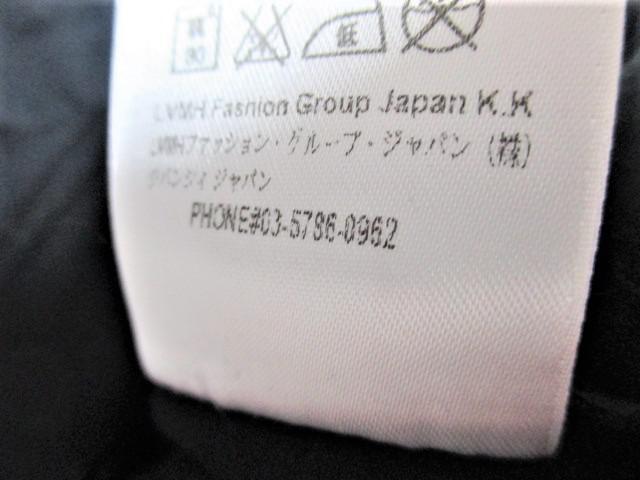 低
LVMH Fashion Group Japan K.K
LVMHファッション・グループ・ジャパン (株)
ジバンシィ ジャパン
PHONE#03-5786-0962